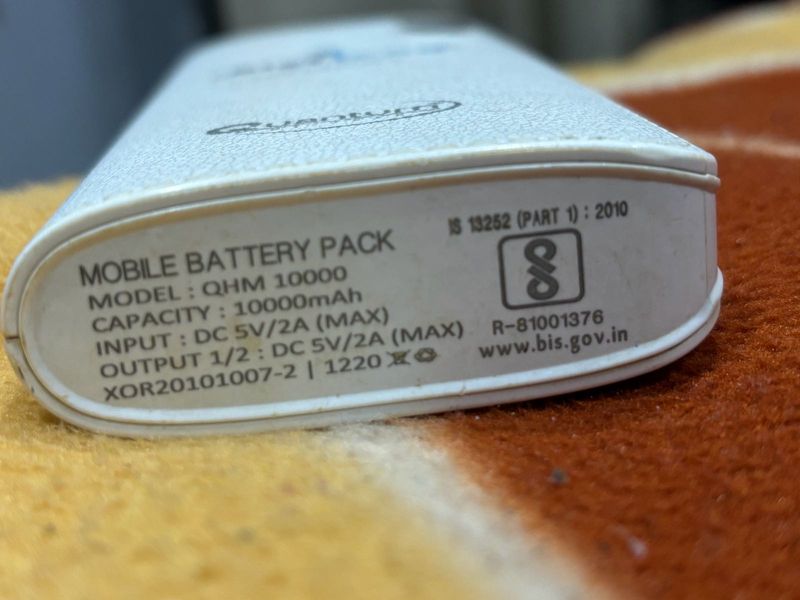 Quantum
MOBILE BATTERY PACK
MODEL : QHM 10000
CAPACITY : 10000mAh
INPUT : DC 5V/2A (MAX)
OUTPUT 1/2 : DC 5V/2A (MAX)
XOR20101007-2 | 1220
IS 13252 (PART 1) : 2010
R-81001376
www.bis.gov.in